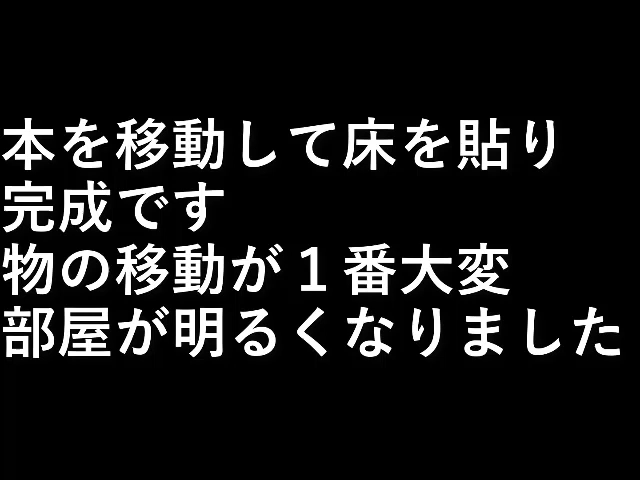 本を移動して床を貼り
完成です
物の移動が１番大変
部屋が明るくなりました